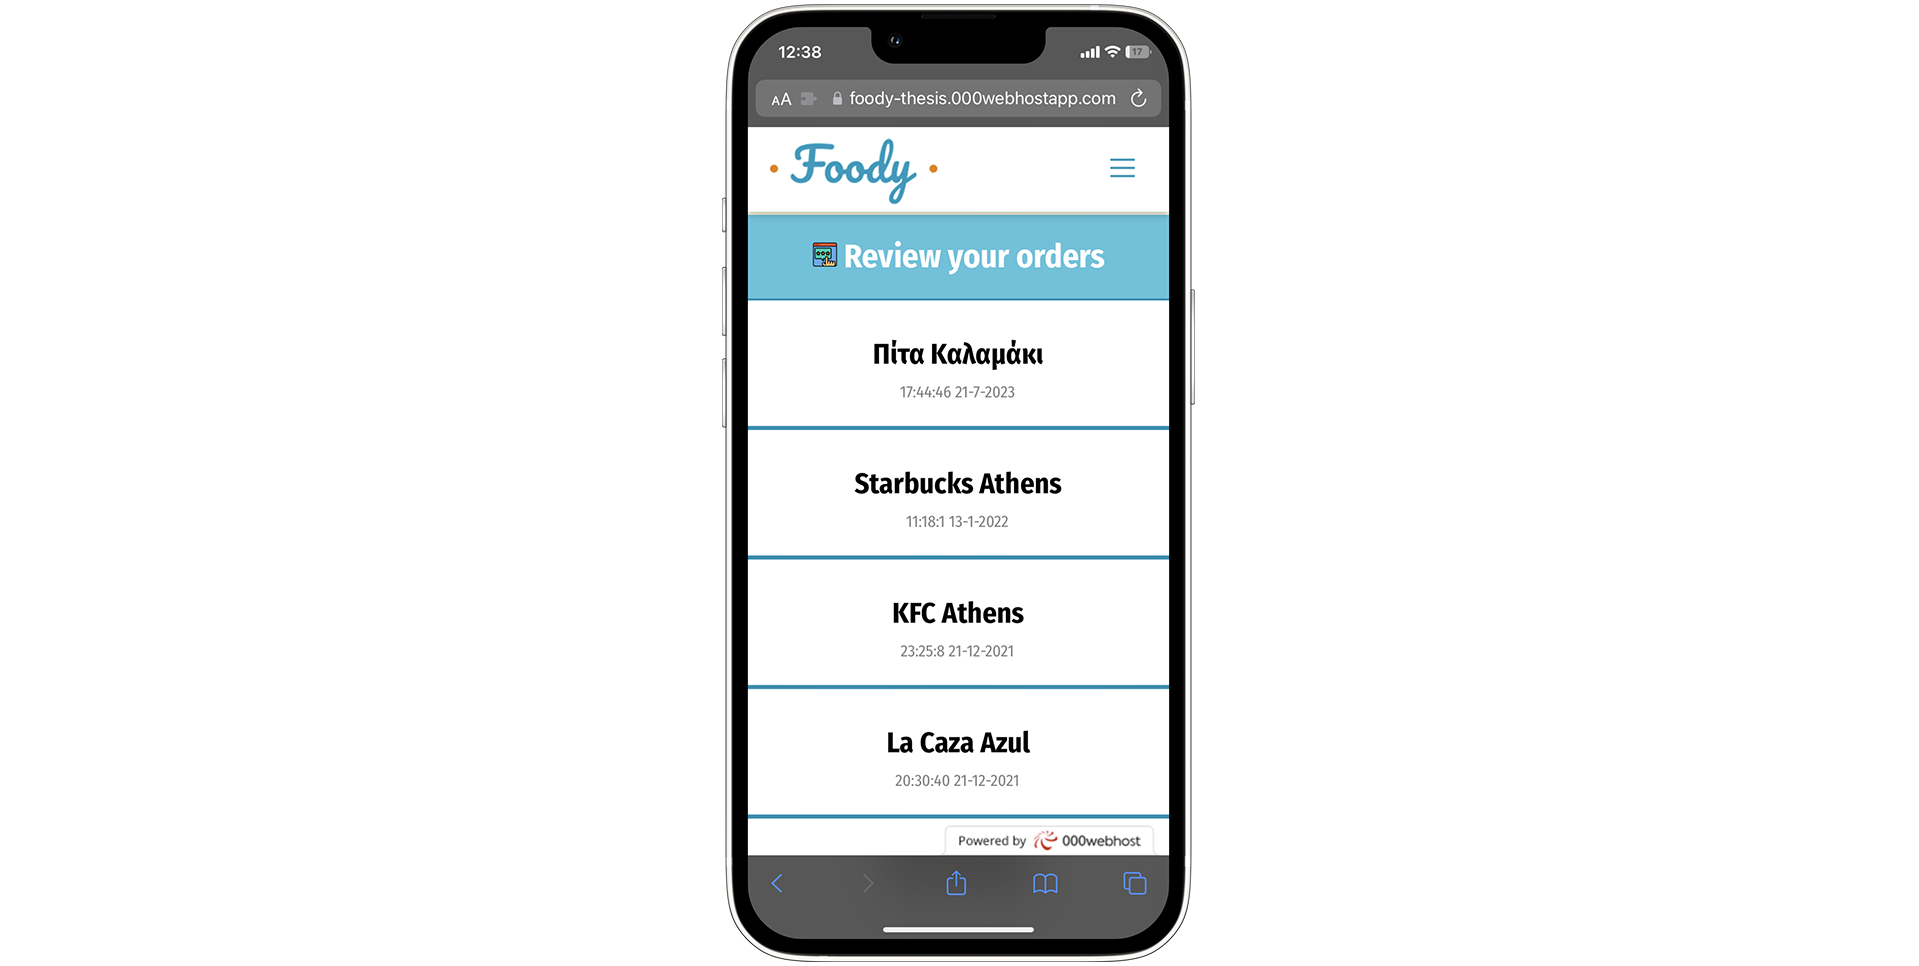 12:38
17
AA foody-thesis.000webhostapp.com
Foody
Review your orders
Πίτα Καλαμάκι
17:44:46 21-7-2023
Starbucks Athens
11:18:1 13-1-2022
KFC Athens
23:25:8 21-12-2021
La Caza Azul
20:30:40 21-12-2021
Powered by 000webhost